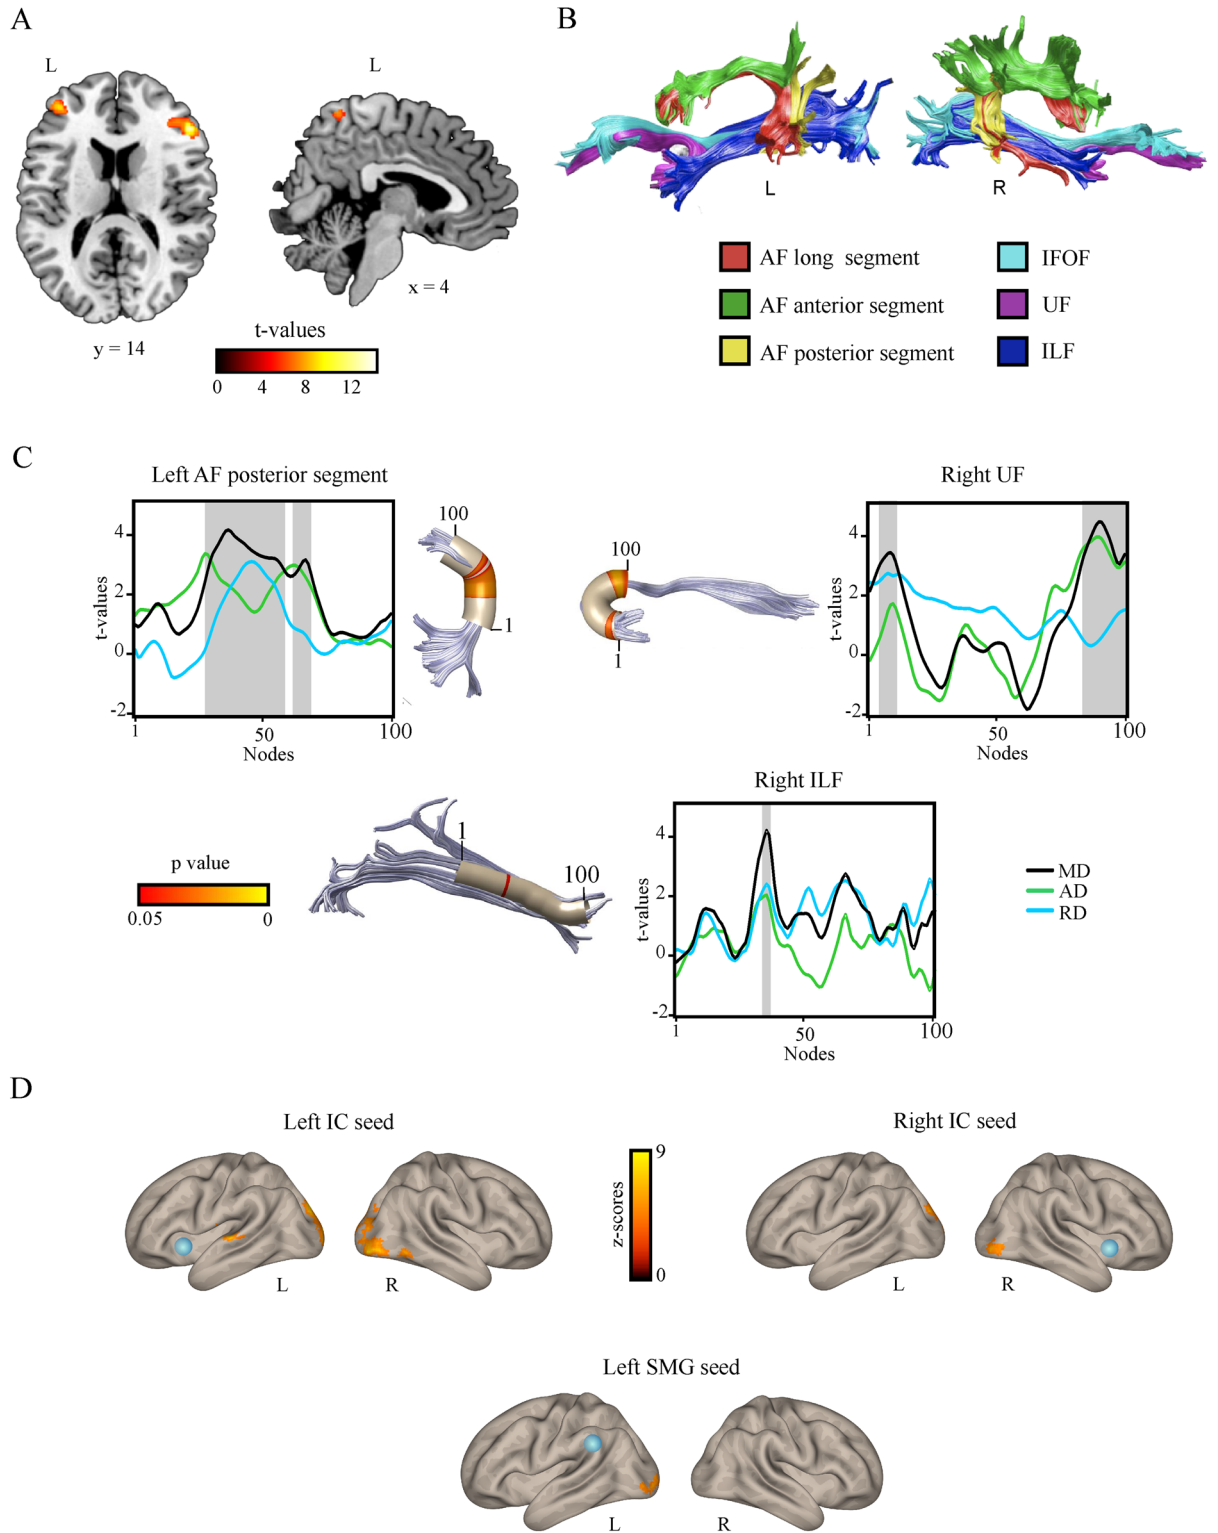 A
L
L
x = 4
y = 14
t-values
0 4 8 12
B
L
R
AF long segment
IFOF
AF anterior segment
UF
AF posterior segment
ILF
C
Left AF posterior segment
4
2
0
-2
t-values
1 50 100
Nodes
100
1
100
1
Right UF
4
2
0
-2
t-values
1 50 100
Nodes
p value
0.05 0
1
100
Right ILF
4
2
0
-2
t-values
1 50 100
Nodes
MD
AD
RD
D
Left IC seed
L R
z-scores
9
0
Right IC seed
L R
Left SMG seed
L R